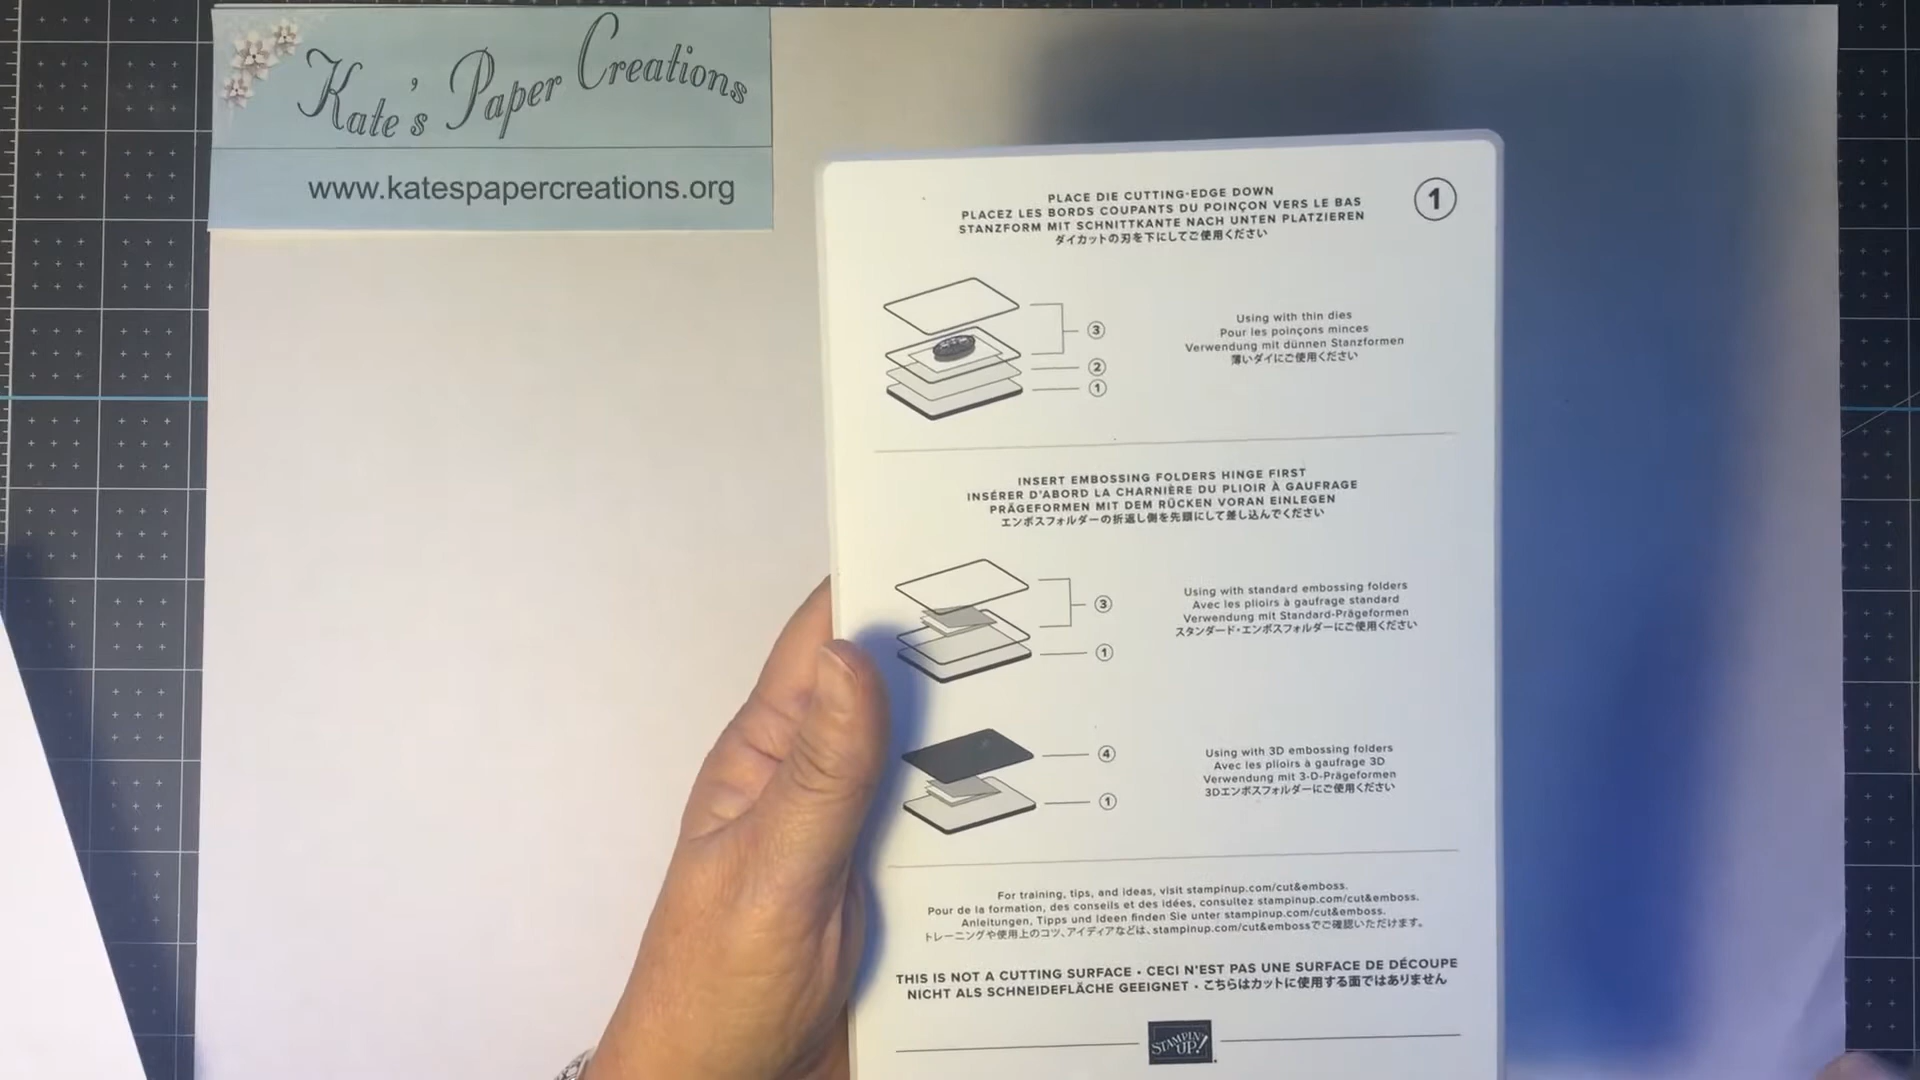 Kate's Paper Creations
www.katespapercreations.org
1
PLACE DIE CUTTING-EDGE DOWN
PLACEZ LES BORDS COUPANTS DU POINÇON VERS LE BAS
STANZFORM MIT SCHNITTKANTE NACH UNTEN PLATZIEREN
ダイカットの刃を下にしてご使用ください
3
2
1
Using with thin dies
Pour les poinçons minces
Verwendung mit dünnen Stanzformen
薄いダイにご使用ください
INSERT EMBOSSING FOLDERS HINGE FIRST
INSÉRER D'ABORD LA CHARNIÈRE DU PLIOIR À GAUFRAGE
PRÄGEFORMEN MIT DEM RÜCKEN VORAN EINLEGEN
エンボスフォルダーの折返し側を先頭にして差し込んでください
3
1
Using with standard embossing folders
Avec les plioirs à gaufrage standard
Verwendung mit Standard-Prägeformen
スタンダード・エンボスフォルダーにご使用ください
4
1
Using with 3D embossing folders
Avec les plioirs à gaufrage 3D
Verwendung mit 3-D-Prägeformen
3Dエンボスフォルダーにご使用ください
For training, tips, and ideas, visit stampinup.com/cut&emboss.
Pour de la formation, des conseils et des idées, consultez stampinup.com/cut&emboss.
Anleitungen, Tipps und Ideen finden Sie unter stampinup.com/cut&emboss.
トレーニングや使用上のコツ、アイディアなどは、stampinup.com/cut&embossでご確認いただけます。
THIS IS NOT A CUTTING SURFACE • CECI N'EST PAS UNE SURFACE DE DÉCOUPE
NICHT ALS SCHNEIDEFLÄCHE GEEIGNET • こちらはカットに使用する面ではありません
STAMPIN' UP!